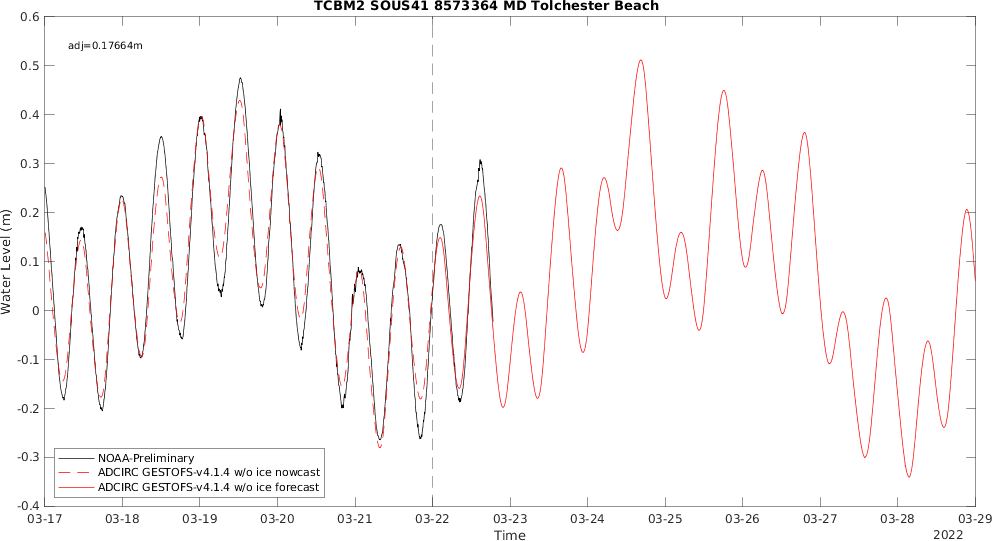 TCBM2 SOUS41 8573364 MD Tolchester Beach
0.6
adj=0.17664m
0.5
0.4
0.3
0.2
0.1
0
-0.1
-0.2
-0.3
-0.4
Water Level (m)
NOAA-Preliminary
ADCIRC GESTOFS-v4.1.4 w/o ice nowcast
ADCIRC GESTOFS-v4.1.4 w/o ice forecast
03-17 03-18 03-19 03-20 03-21 03-22 03-23 03-24 03-25 03-26 03-27 03-28 03-29
Time
2022